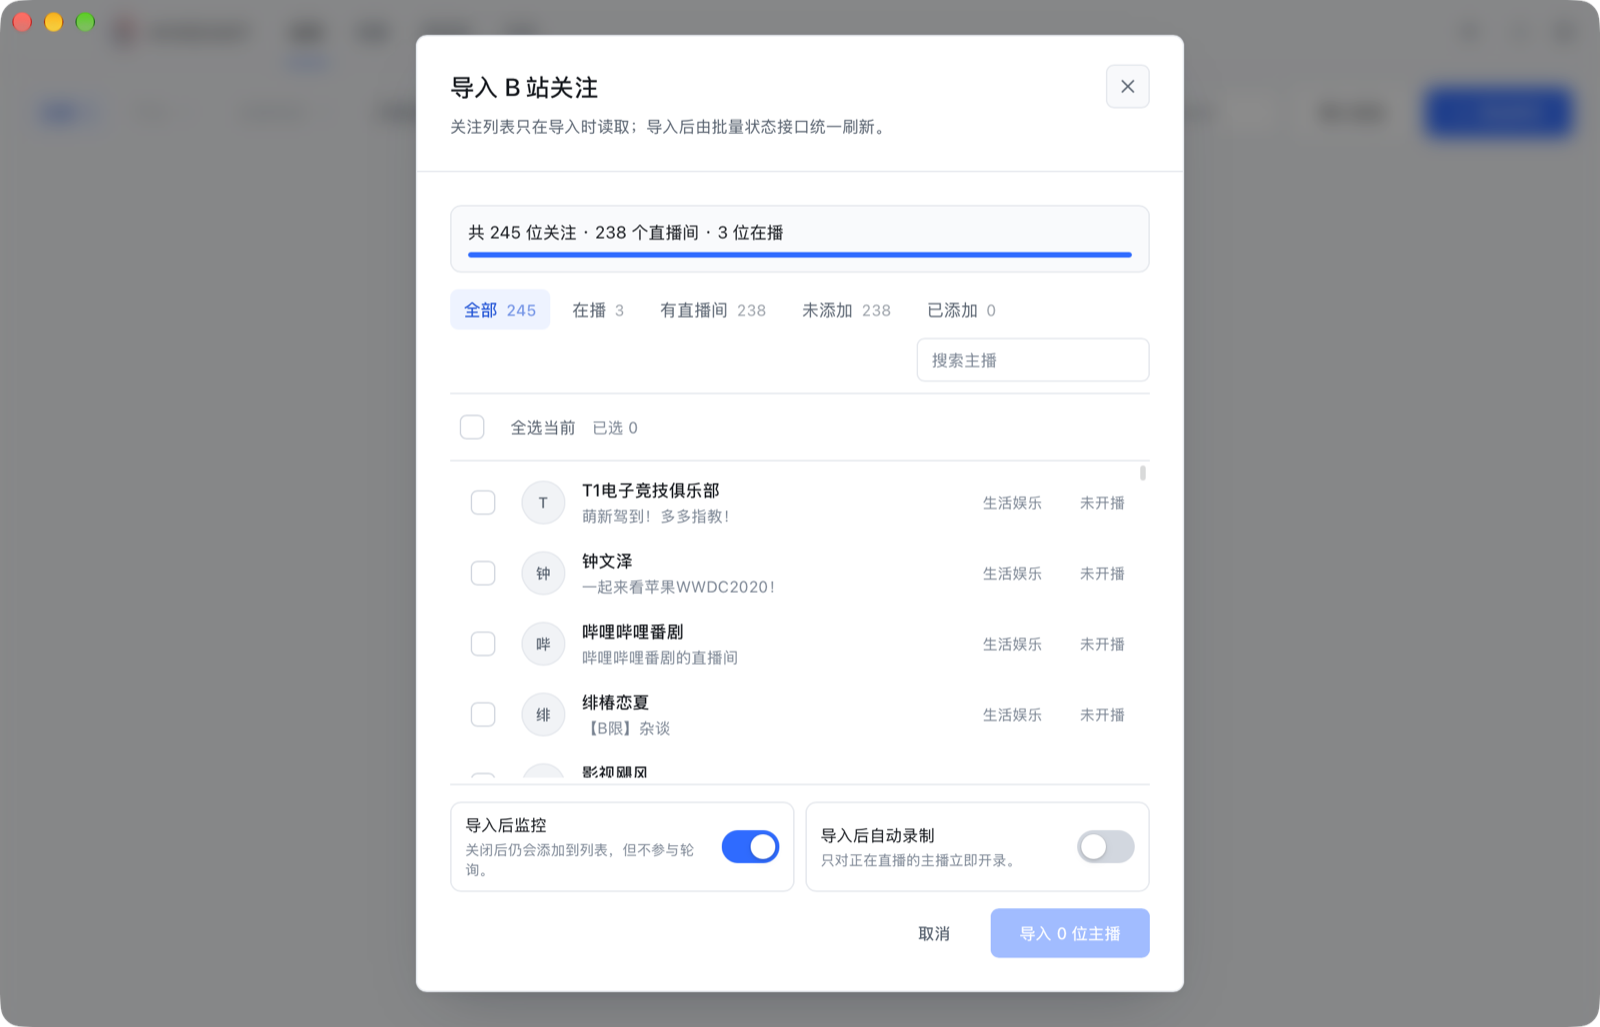 导入 B 站关注
关注列表只在导入时读取；导入后由批量状态接口统一刷新。
共 245 位关注 · 238 个直播间 · 3 位在播
全部 245 在播 3 有直播间 238 未添加 238 已添加 0
搜索主播
全选当前 已选 0
T
T1电子竞技俱乐部
萌新驾到！多多指教！
生活娱乐 未开播
钟
钟文泽
一起来看苹果WWDC2020！
生活娱乐 未开播
哔
哔哩哔哩番剧
哔哩哔哩番剧的直播间
生活娱乐 未开播
绯
绯椿恋夏
【B限】杂谈
生活娱乐 未开播
影视飓风
导入后监控
关闭后仍会添加到列表，但不参与轮
询。
导入后自动录制
只对正在直播的主播立即开录。
取消 导入 0 位主播